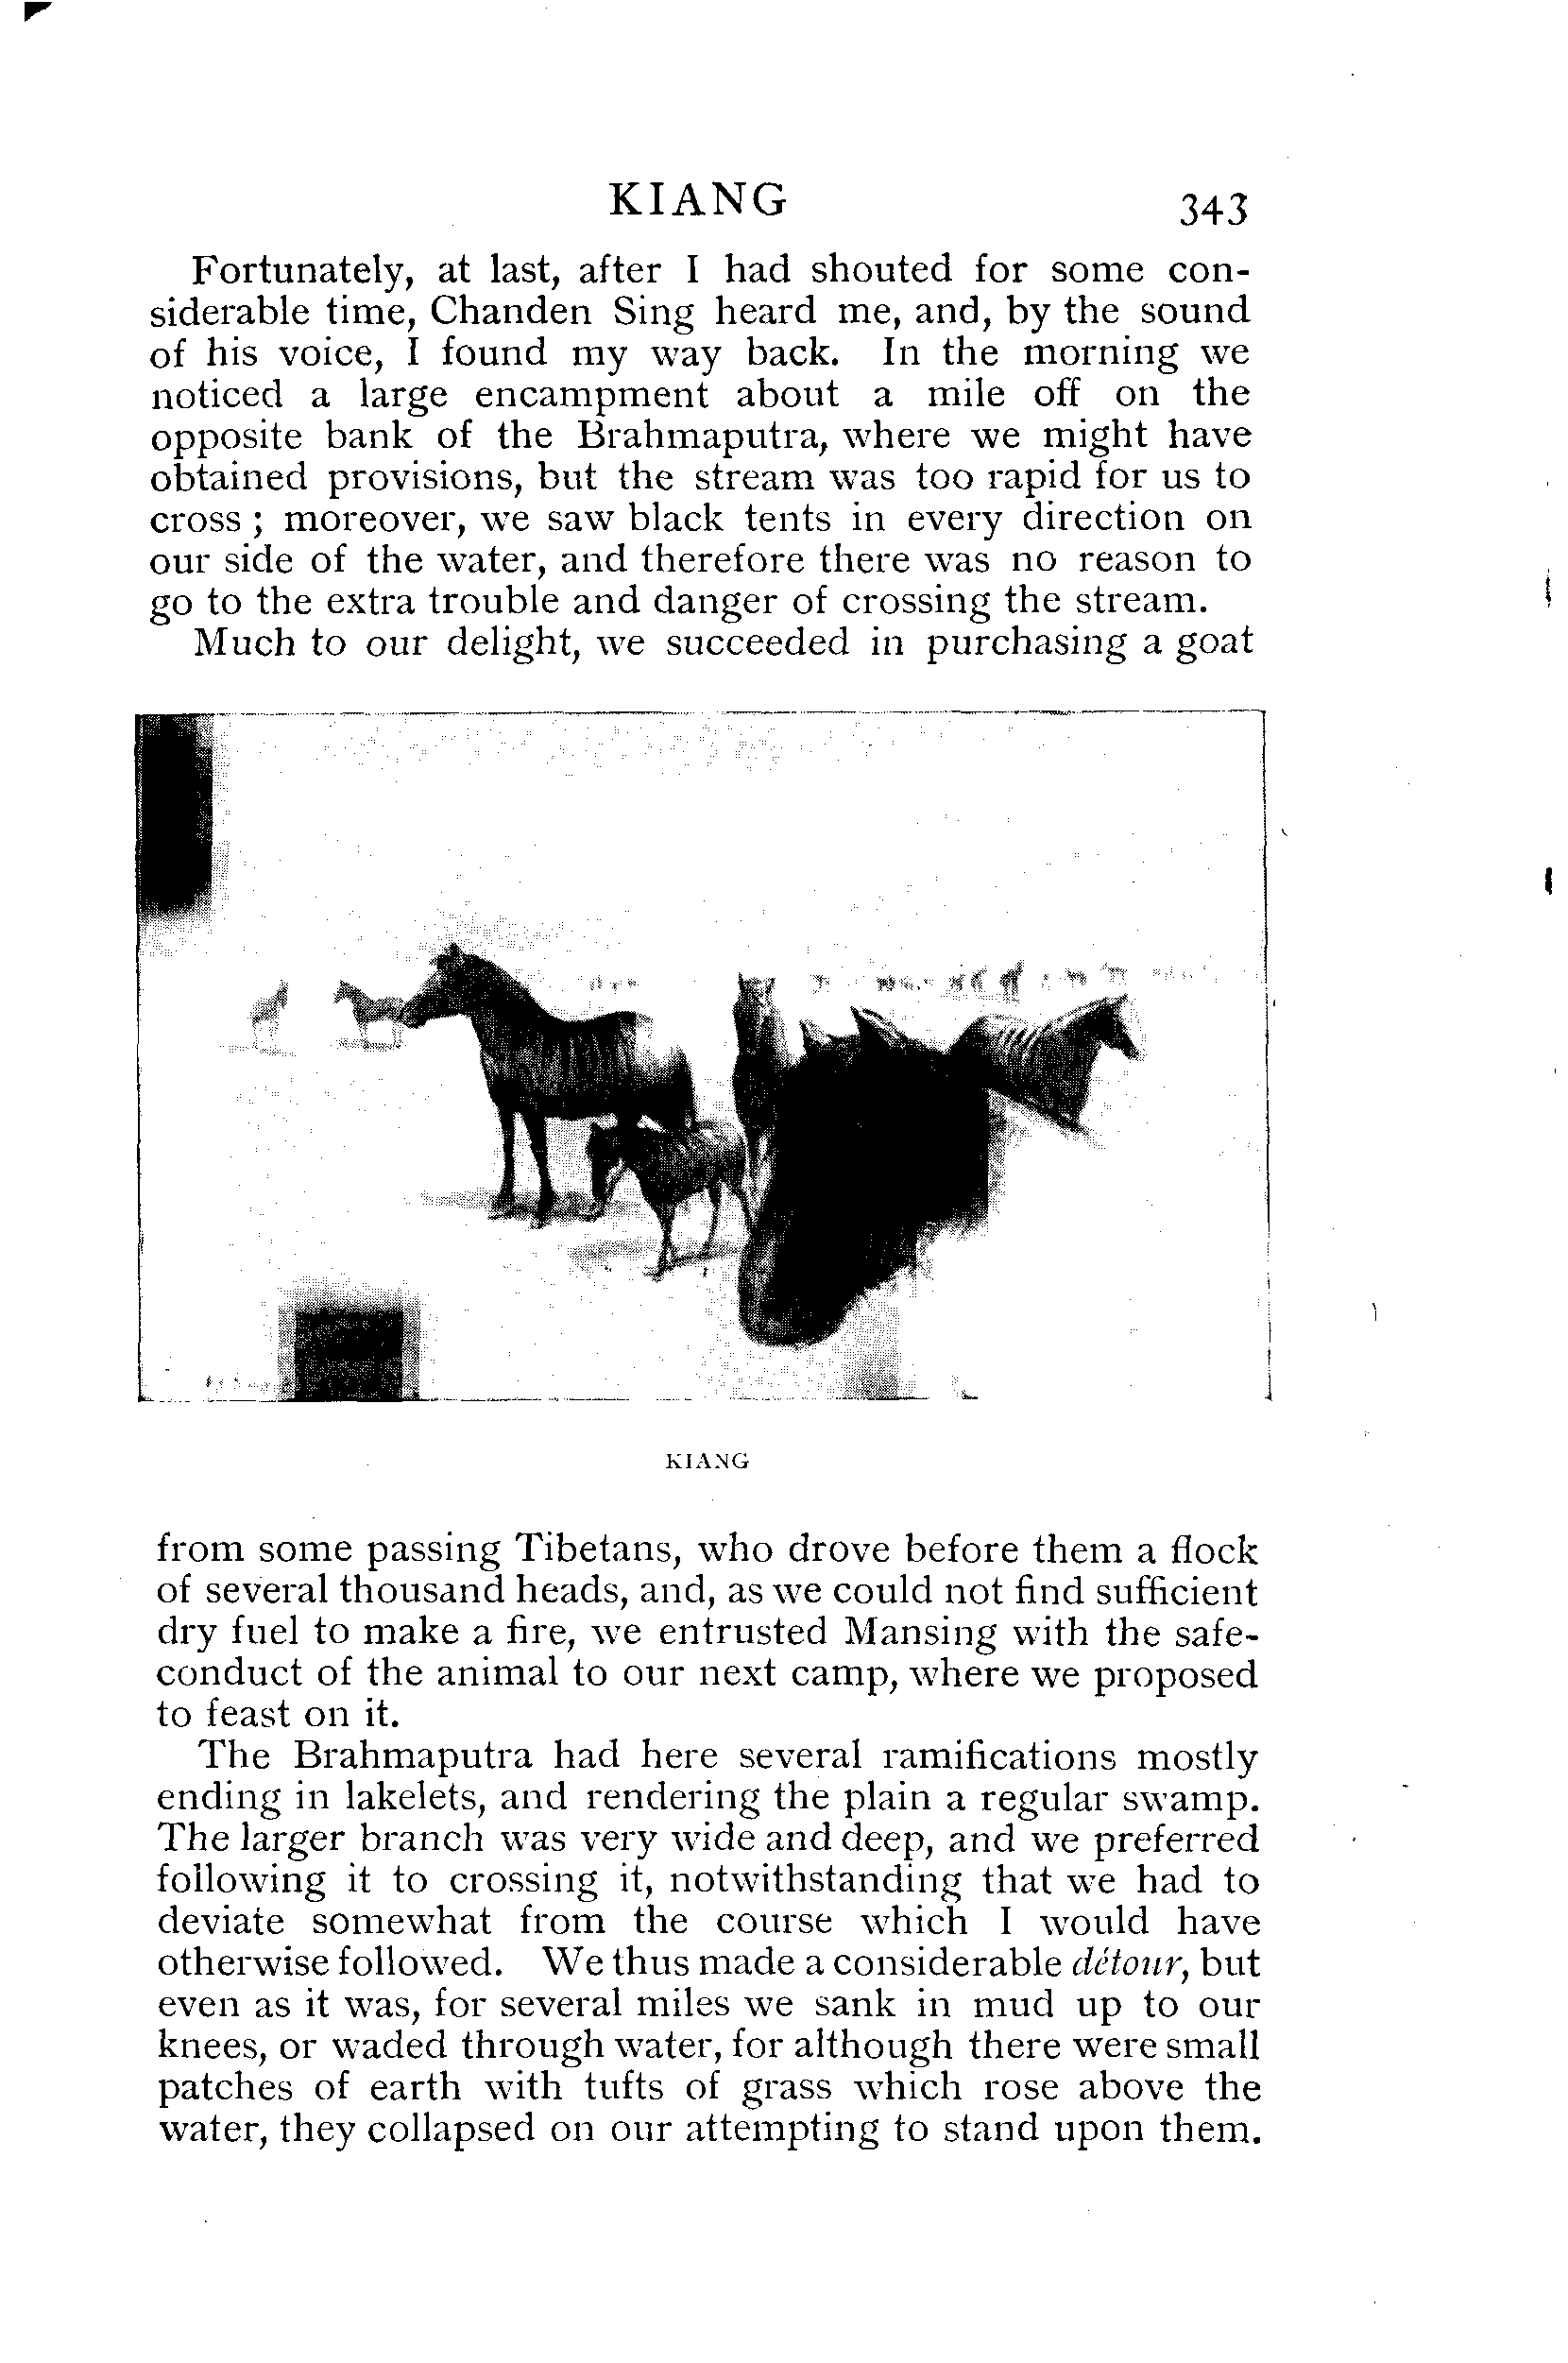 KIANG 343
Fortunately, at last, after I had shouted for some con-
siderable time, Chanden Sing heard me, and, by the sound
of his voice, I found my way back. In the morning we
noticed a large encampment about a mile off on the
opposite bank of the Brahmaputra, where we might have
obtained provisions, but the stream was too rapid for us to
cross ; moreover, we saw black tents in every direction on
our side of the water, and therefore there was no reason to
go to the extra trouble and danger of crossing the stream.
Much to our delight, we succeeded in purchasing a goat
KIANG
from some passing Tibetans, who drove before them a flock
of several thousand heads, and, as we could not find sufficient
dry fuel to make a fire, we entrusted Mansing with the safe-
conduct of the animal to our next camp, where we proposed
to feast on it.
The Brahmaputra had here several ramifications mostly
ending in lakelets, and rendering the plain a regular swamp.
The larger branch was very wide and deep, and we preferred
following it to crossing it, notwithstanding that we had to
deviate somewhat from the course which I would have
otherwise followed. We thus made a considerable détour, but
even as it was, for several miles we sank in mud up to our
knees, or waded through water, for although there were small
patches of earth with tufts of grass which rose above the
water, they collapsed on our attempting to stand upon them.